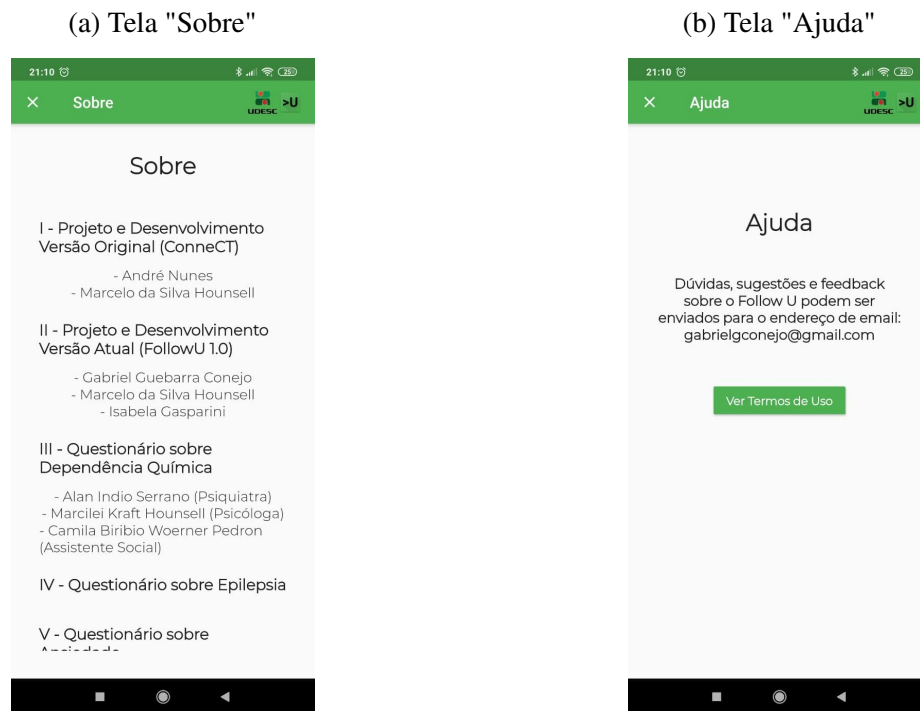 (a) Tela "Sobre"
21:10
25
Sobre
UDESC >U
Sobre
I - Projeto e Desenvolvimento
Versão Original (ConneCT)
- André Nunes
- Marcelo da Silva Hounsell
II - Projeto e Desenvolvimento
Versão Atual (FollowU 1.0)
- Gabriel Guebarra Conejo
- Marcelo da Silva Hounsell
- Isabela Gasparini
III - Questionário sobre
Dependência Química
- Alan Indio Serrano (Psiquiatra)
- Marcilei Kraft Hounsell (Psicóloga)
- Camila Biribio Woerner Pedron
(Assistente Social)
IV - Questionário sobre Epilepsia
V - Questionário sobre
(b) Tela "Ajuda"
21:10
25
Ajuda
UDESC >U
Ajuda
Dúvidas, sugestões e feedback
sobre o Follow U podem ser
enviados para o endereço de email:
gabrielgconejo@gmail.com
Ver Termos de Uso